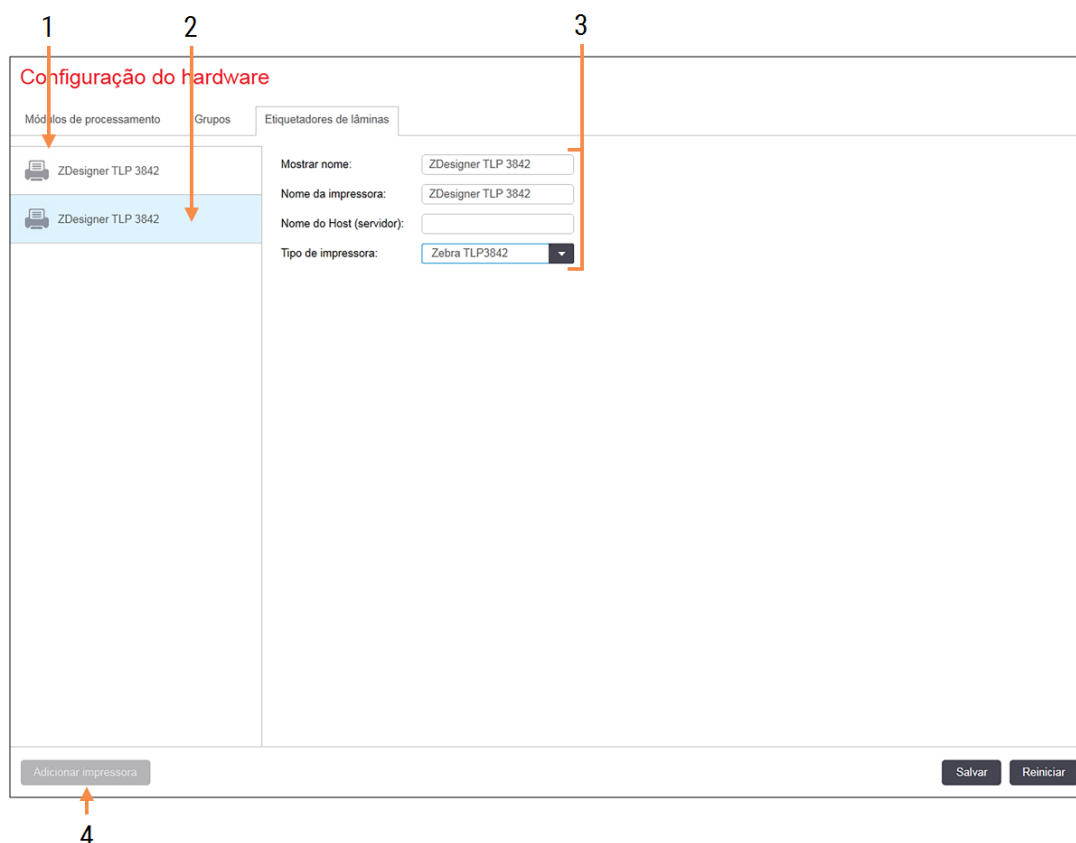 1 2 3
Configuração do hardware
Módulos de processamento Grupos Etiquetadores de lâminas
ZDesigner TLP 3842
ZDesigner TLP 3842
Mostrar nome: ZDesigner TLP 3842
Nome da impressora: ZDesigner TLP 3842
Nome do Host (servidor):
Tipo de impressora: Zebra TLP3842
Adicionar impressora Salvar Reiniciar
4